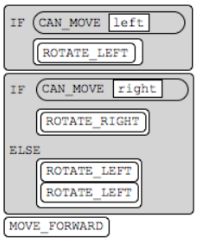 IF CAN_MOVE left
ROTATE_LEFT
IF CAN_MOVE right
ROTATE_RIGHT
ELSE
ROTATE_LEFT
ROTATE_LEFT
MOVE_FORWARD